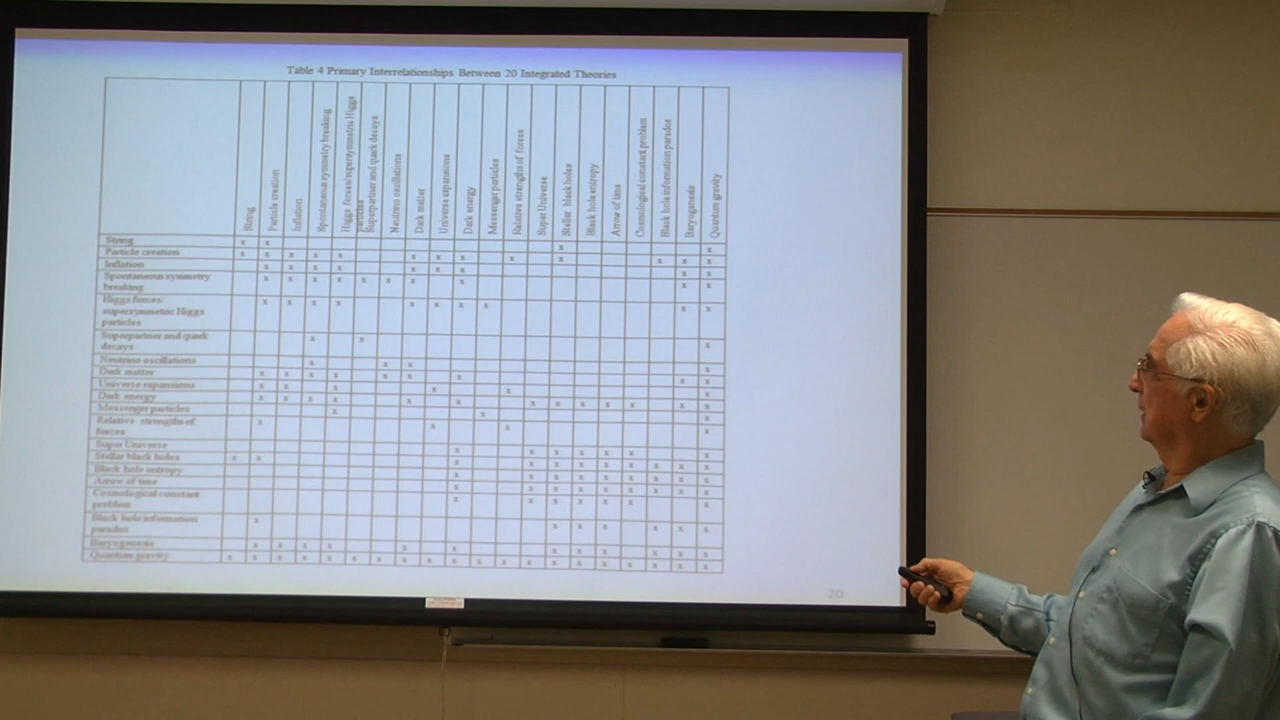 Table 4 Primary Interrelationships Between 20 Integrated Theories
String
Particle creation
Inflation
Spontaneous symmetry breaking
Higgs forces/supersymmetric Higgs
particles
Superpartner and quark decays
Neutrino oscillations
Dark matter
Universe expansions
Dark energy
Messenger particles
Relative strengths of forces
Super Universe
Stellar black holes
Black hole entropy
Arrow of time
Cosmological constant problem
Black hole information paradox
Baryogenesis
Quantum gravity
String
Particle creation
Inflation
Spontaneous symmetry
breaking
Higgs forces/
supersymmetric Higgs
particles
Superpartner and quark
decays
Neutrino oscillations
Dark matter
Universe expansions
Dark energy
Messenger particles
Relative strengths of
forces
Super Universe
Stellar black holes
Black hole entropy
Arrow of time
Cosmological constant
problem
Black hole information
paradox
Baryogenesis
Quantum gravity
20